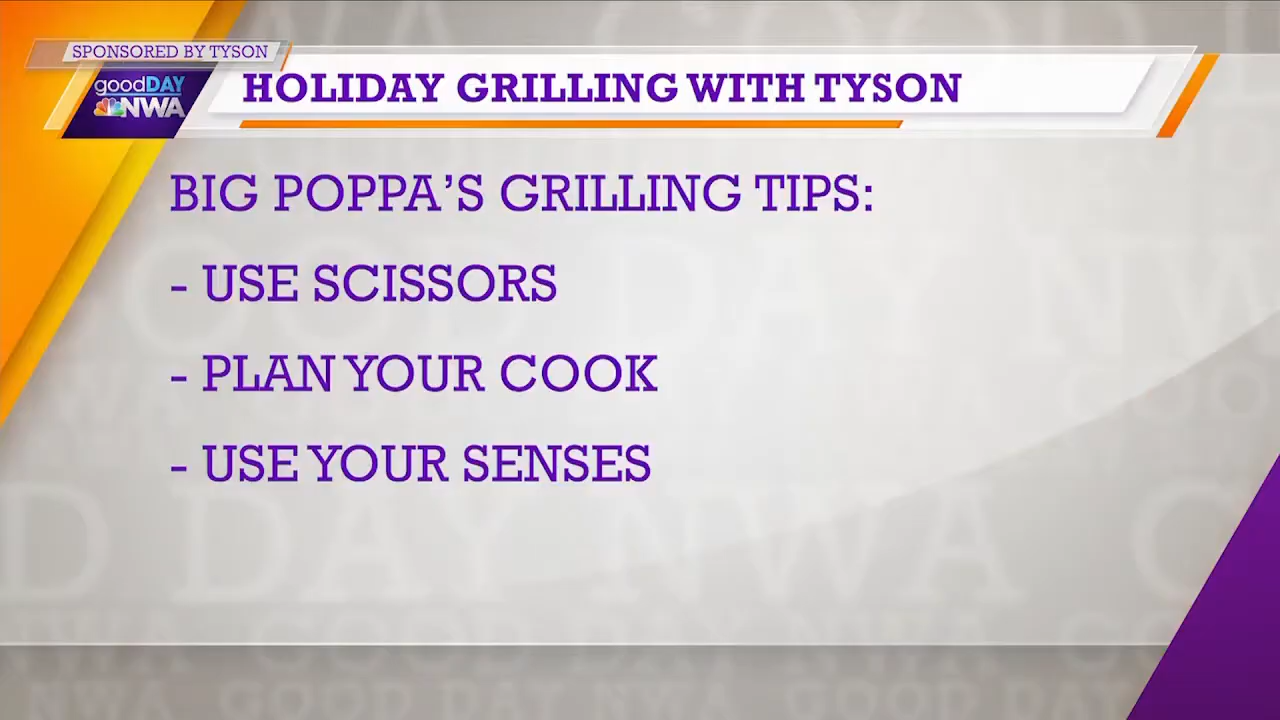 SPONSORED BY TYSON
goodDAY
NWA
HOLIDAY GRILLING WITH TYSON
BIG POPPA'S GRILLING TIPS:
- USE SCISSORS
- PLAN YOUR COOK
- USE YOUR SENSES